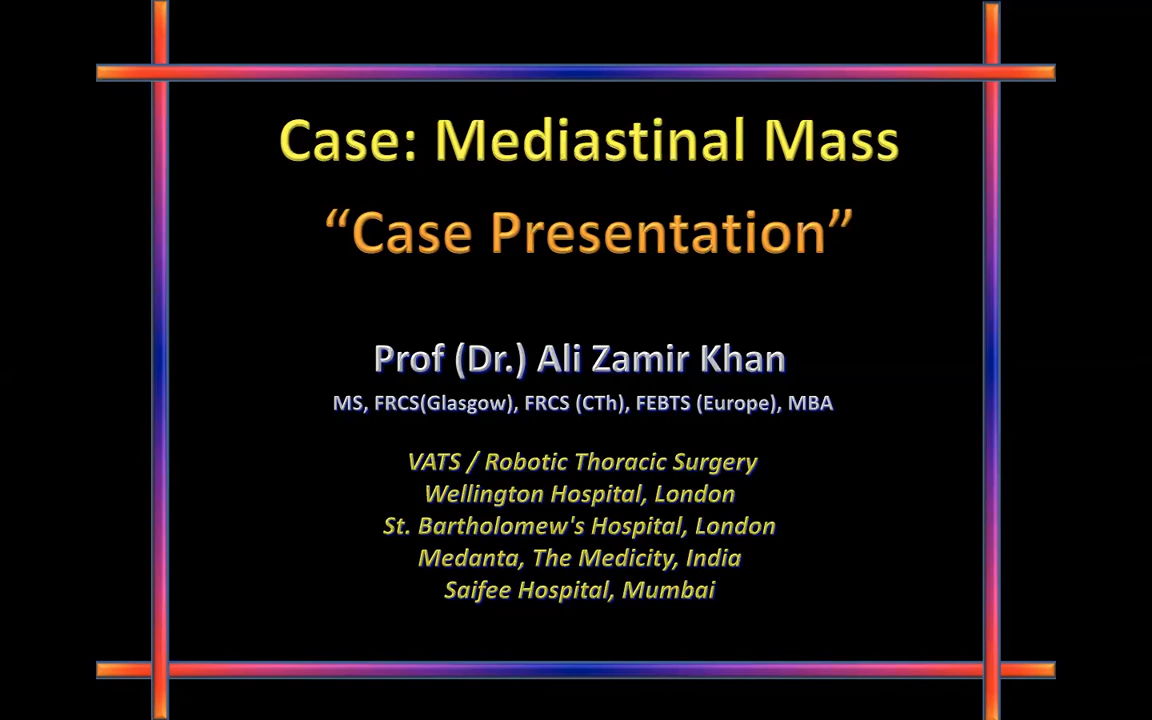 Case: Mediastinal Mass
“Case Presentation”
Prof (Dr.) Ali Zamir Khan
MS, FRCS(Glasgow), FRCS (CTh), FEBTS (Europe), MBA
VATS / Robotic Thoracic Surgery
Wellington Hospital, London
St. Bartholomew's Hospital, London
Medanta, The Medicity, India
Saifee Hospital, Mumbai